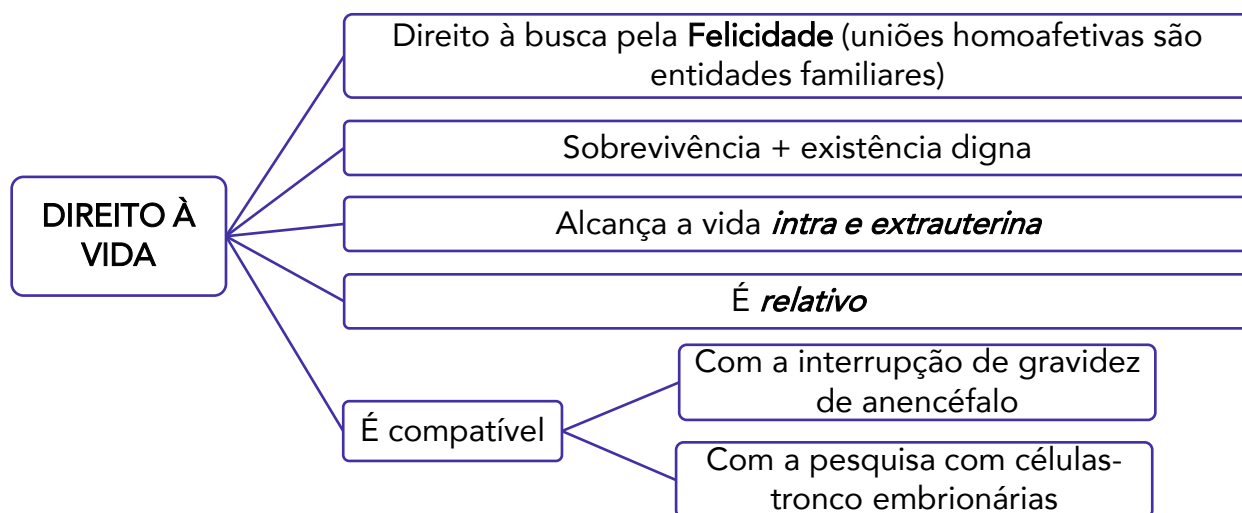 DIREITO À
VIDA
Direito à busca pela Felicidade (uniões homoafetivas são
entidades familiares)
Sobrevivência + existência digna
Alcança a vida intra e extrauterina
É relativo
É compatível
Com a interrupção de gravidez
de anencéfalo
Com a pesquisa com células-
tronco embrionárias